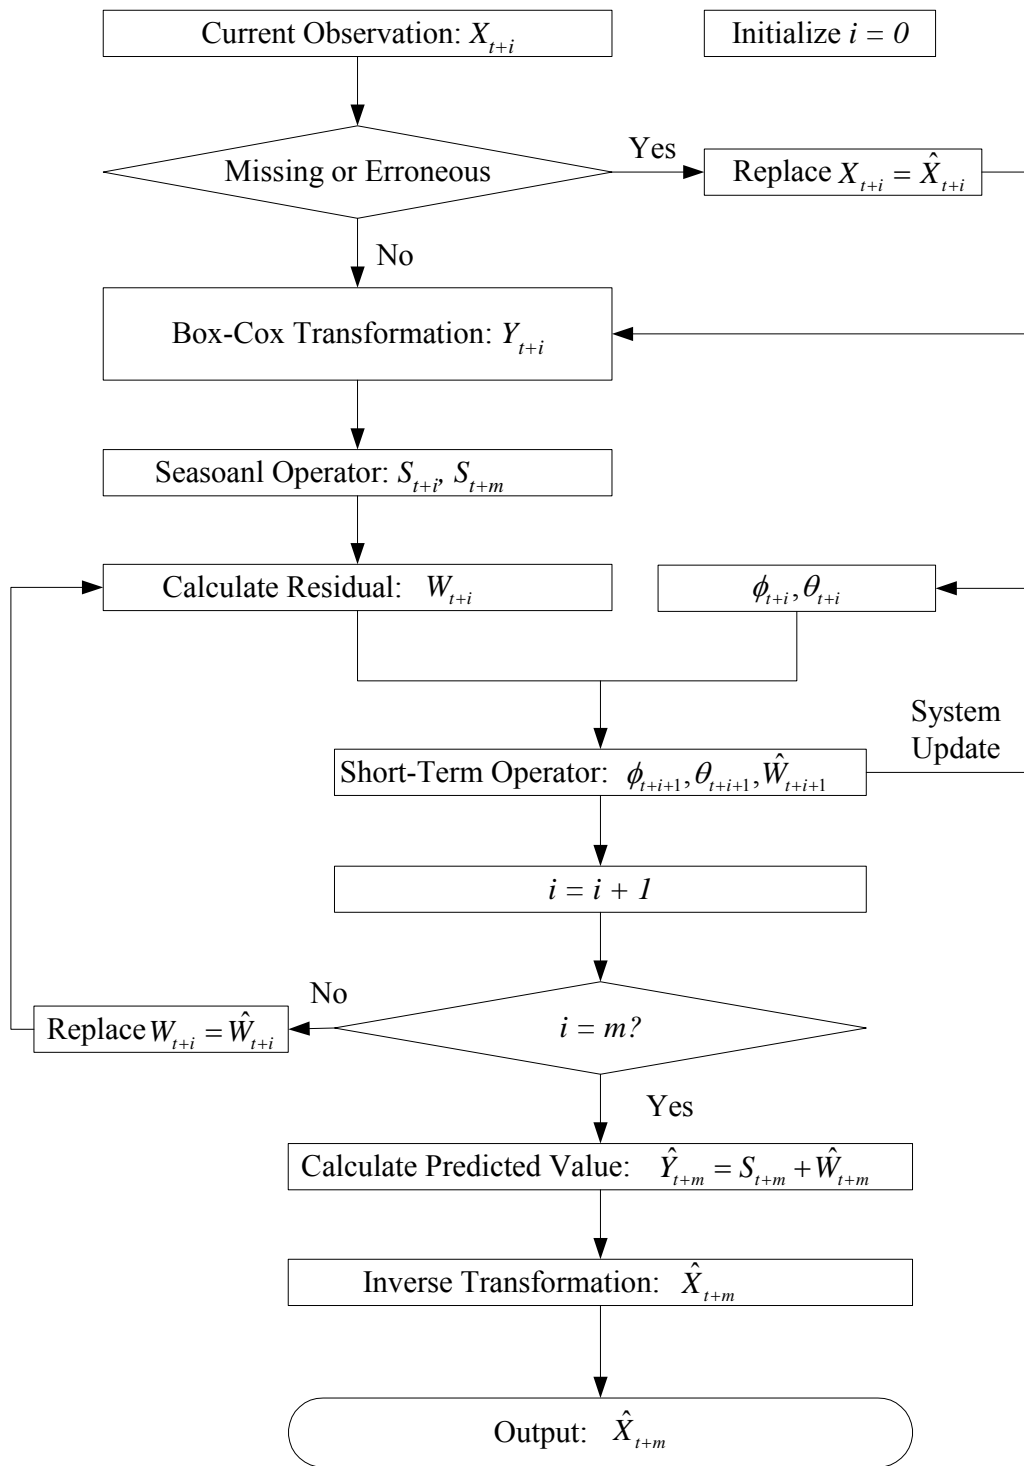 Current Observation: X_{t+i}
Initialize i = 0
Missing or Erroneous
Yes
Replace X_{t+i} = X̂_{t+i}
No
Box-Cox Transformation: Y_{t+i}
Seasoanl Operator: S_{t+i}, S_{t+m}
Calculate Residual: W_{t+i}
ϕ_{t+i}, θ_{t+i}
System
Update
Short-Term Operator: ϕ_{t+i+1}, θ_{t+i+1}, Ŵ_{t+i+1}
i = i + 1
No
Replace W_{t+i} = Ŵ_{t+i}
i = m?
Yes
Calculate Predicted Value: Ŷ_{t+m} = S_{t+m} + Ŵ_{t+m}
Inverse Transformation: X̂_{t+m}
Output: X̂_{t+m}